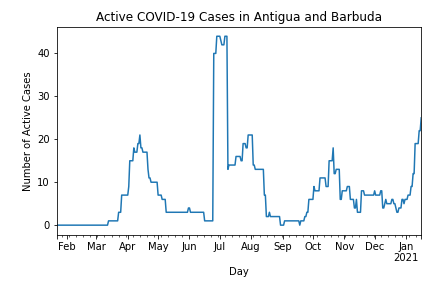 Active COVID-19 Cases in Antigua and Barbuda
Number of Active Cases
40
30
20
10
0
Feb Mar Apr May Jun Jul Aug Sep Oct Nov Dec Jan
2021
Day